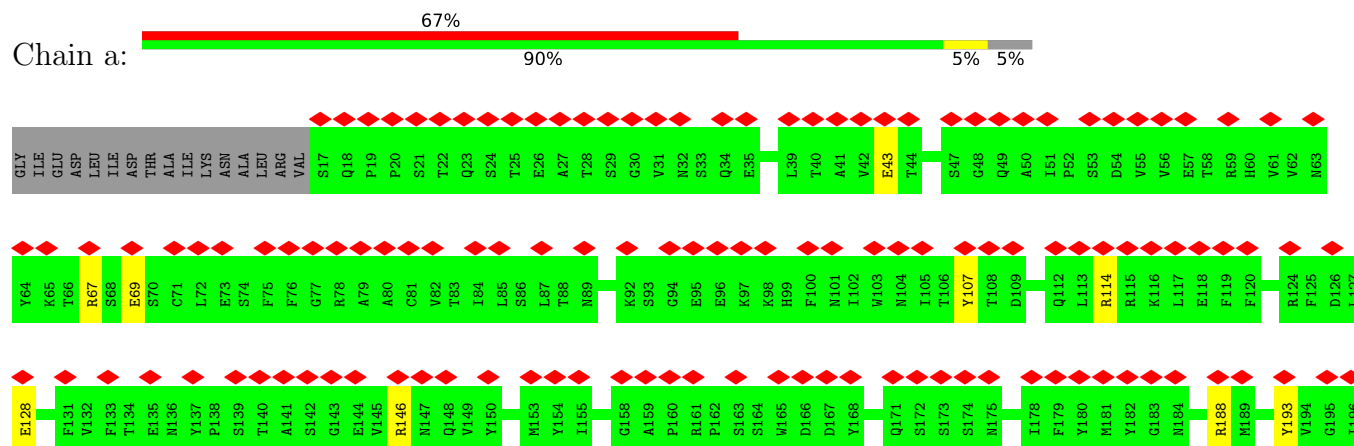 67%
Chain a:
90% 5% 5%
GLY ILE GLU ASP LEU ILE ASP THR ALA ILE LYS ASN ALA LEU ARG VAL S17 Q18 P19 P20 S21 T22 Q23 S24 T25 E26 A27 T28 S29 G30 V31 N32 S33 Q34 E35 L39 T40 A41 V42 E43 T44 S47 G48 Q49 A50 I51 P52 S53 D54 V55 V56 E57 T58 R59 H60 V61 V62 N63
Y64 K65 T66 R67 S68 E69 S70 C71 L72 E73 S74 F75 F76 G77 R78 A79 A80 C81 V82 T83 I84 L85 S86 L87 T88 N89 K92 S93 G94 E95 E96 K97 K98 H99 F100 N101 I102 W103 N104 I105 T106 Y107 T108 D109 Q112 L113 R114 R115 K116 L117 E118 F119 F120 R124 F125 D126 L127
E128 F131 V132 F133 T134 E135 N136 Y137 P138 S139 T140 A141 S142 G143 E144 V145 R146 N147 Q148 V149 Y150 M153 Y154 I155 G158 A159 P160 R161 P162 S163 S164 W165 D166 D167 Y168 Q171 S172 S173 S174 N175 I178 F179 Y180 M181 Y182 G183 N184 R188 M189 Y193 V194 G195